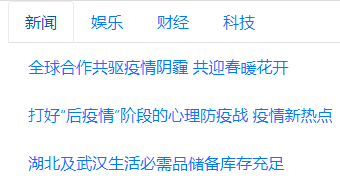 新闻 娱乐 财经 科技
全球合作共驱疫情阴霾 共迎春暖花开
打好“后疫情”阶段的心理防疫战 疫情新热点
湖北及武汉生活必需品储备库存充足